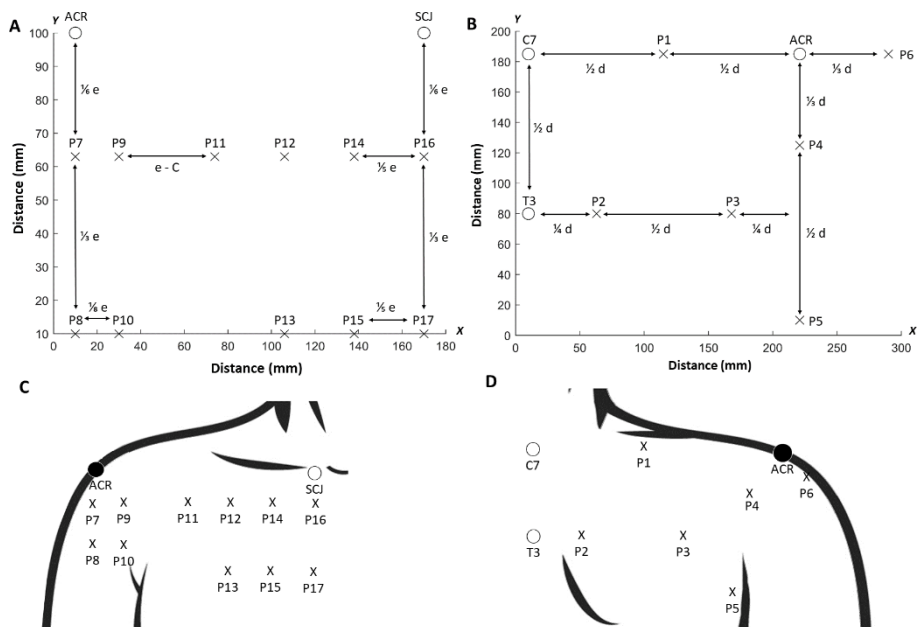 A
Y
ACR
SCJ
100
90
80
70
60
50
40
30
20
10
Distance (mm)
⅙ e
⅙ e
P7
P9
P11
P12
P14
P16
e - C
⅕ e
⅓ e
⅓ e
⅙ e
⅕ e
P8
P10
P13
P15
P17
X
0
20
40
60
80
100
120
140
160
180
Distance (mm)
B
Y
C7
P1
ACR
P6
200
180
160
140
120
100
80
60
40
20
0
Distance (mm)
½ d
½ d
⅓ d
½ d
⅓ d
P4
T3
P2
P3
¼ d
½ d
¼ d
½ d
P5
X
0
50
100
150
200
250
300
Distance (mm)
C
ACR
SCJ
X X X X X X
P7 P9 P11 P12 P14 P16
X X
P8 P10
X X X
P13 P15 P17
D
C7
X
P1
ACR
X
P6
X
P4
T3
X
P2
X
P3
X
P5